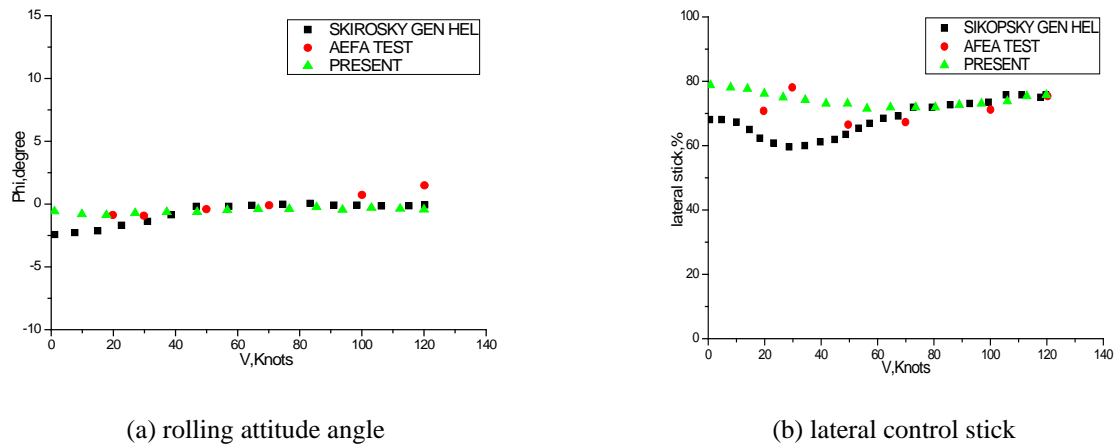 15
10
5
0
-5
-10
Phi,degree
0 20 40 60 80 100 120 140
V,Knots
SKIROSKY GEN HEL
AEFA TEST
PRESENT
(a) rolling attitude angle
100
80
60
40
20
0
lateral stick,%
0 20 40 60 80 100 120 140
V,Knots
SIKOPSKY GEN HEL
AFEA TEST
PRESENT
(b) lateral control stick